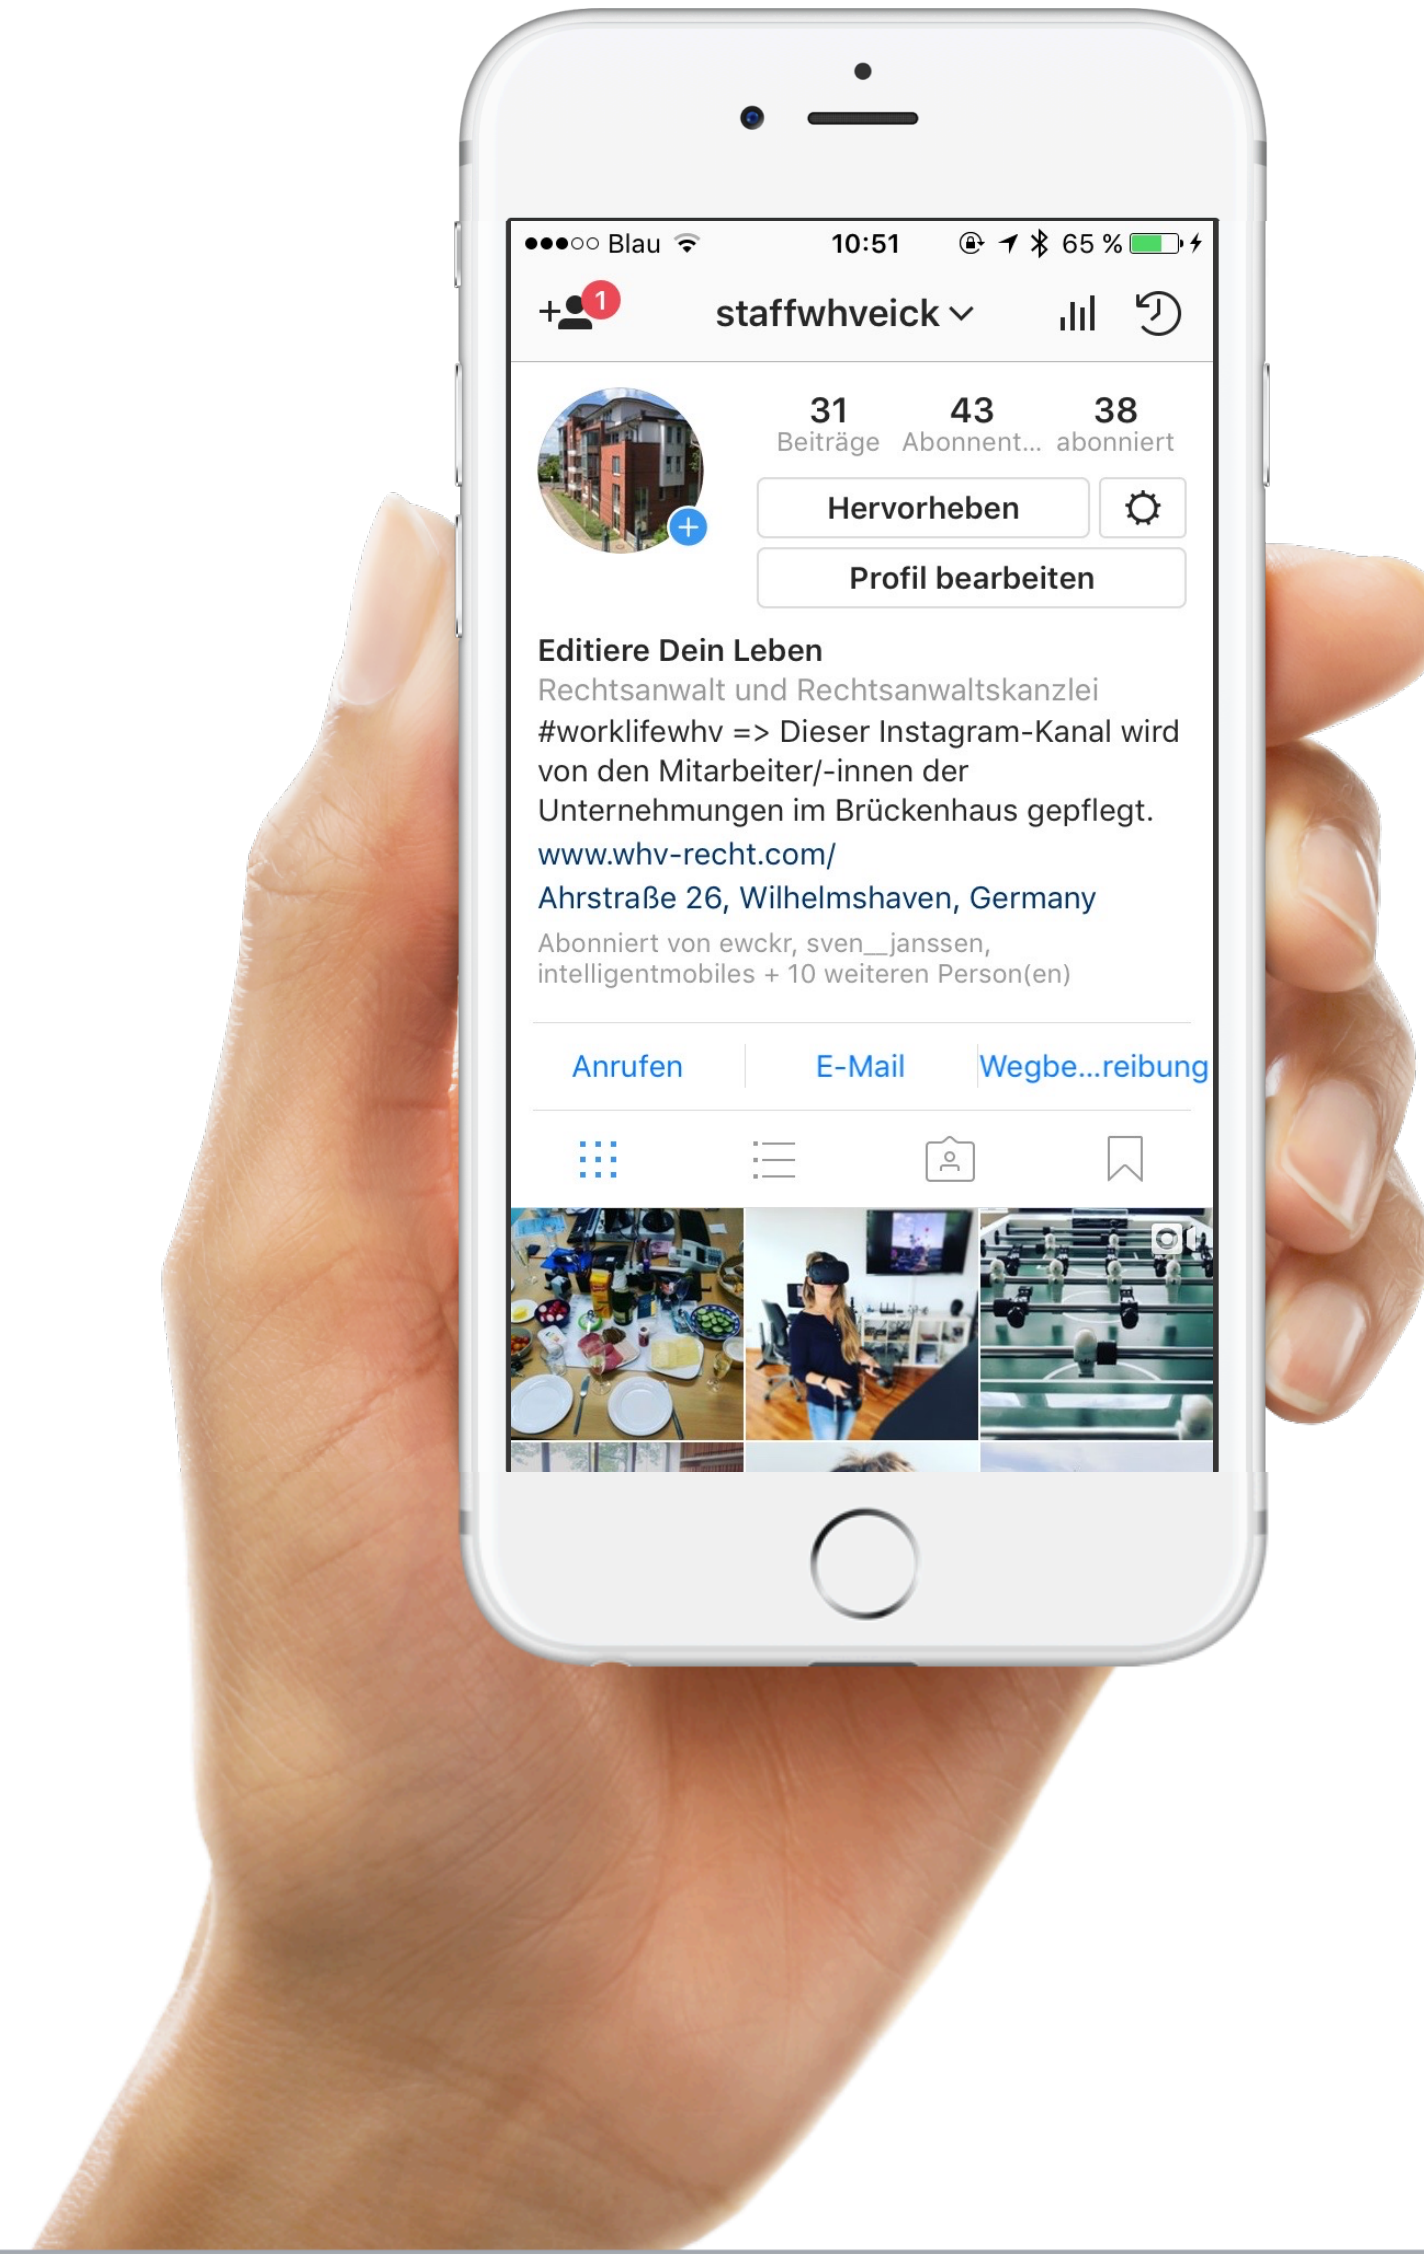 Blau 10:51 65 %
1 staffwhveick
31 43 38
Beiträge Abonnent... abonniert
Hervorheben
Profil bearbeiten
Editiere Dein Leben
Rechtsanwalt und Rechtsanwaltskanzlei
#worklifewhv => Dieser Instagram-Kanal wird
von den Mitarbeiter/-innen der
Unternehmungen im Brückenhaus gepflegt.
www.whv-recht.com/
Ahrstraße 26, Wilhelmshaven, Germany
Abonniert von ewckr, sven__janssen,
intelligentmobiles + 10 weiteren Person(en)
Anrufen E-Mail Wegbe...reibung